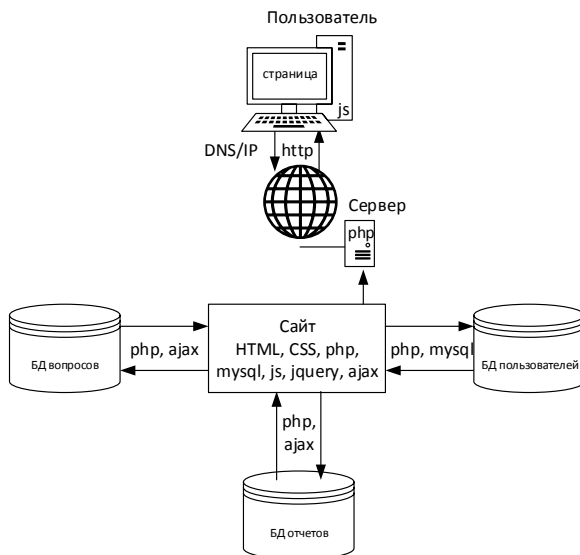 Пользователь
страница
js
DNS/IP http
Сервер
php
Сайт
HTML, CSS, php,
mysql, js, jquery, ajax
БД вопросов
php, ajax
php, mysql
БД пользователей
php,
ajax
БД отчетов